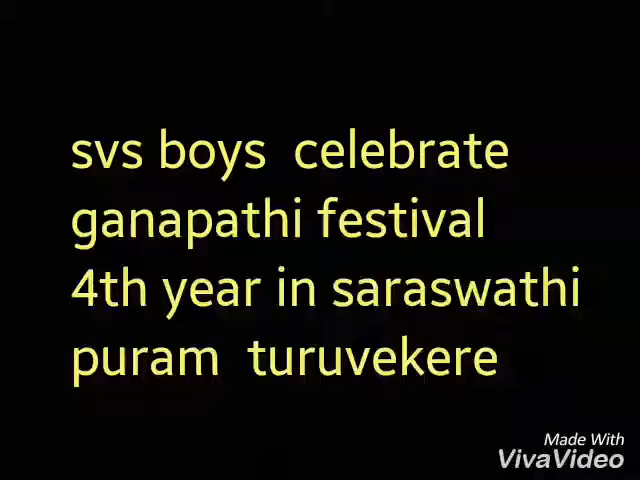 svs boys  celebrate
ganapathi festival
4th year in saraswathi
puram  turuvekere
Made With
VivaVideo